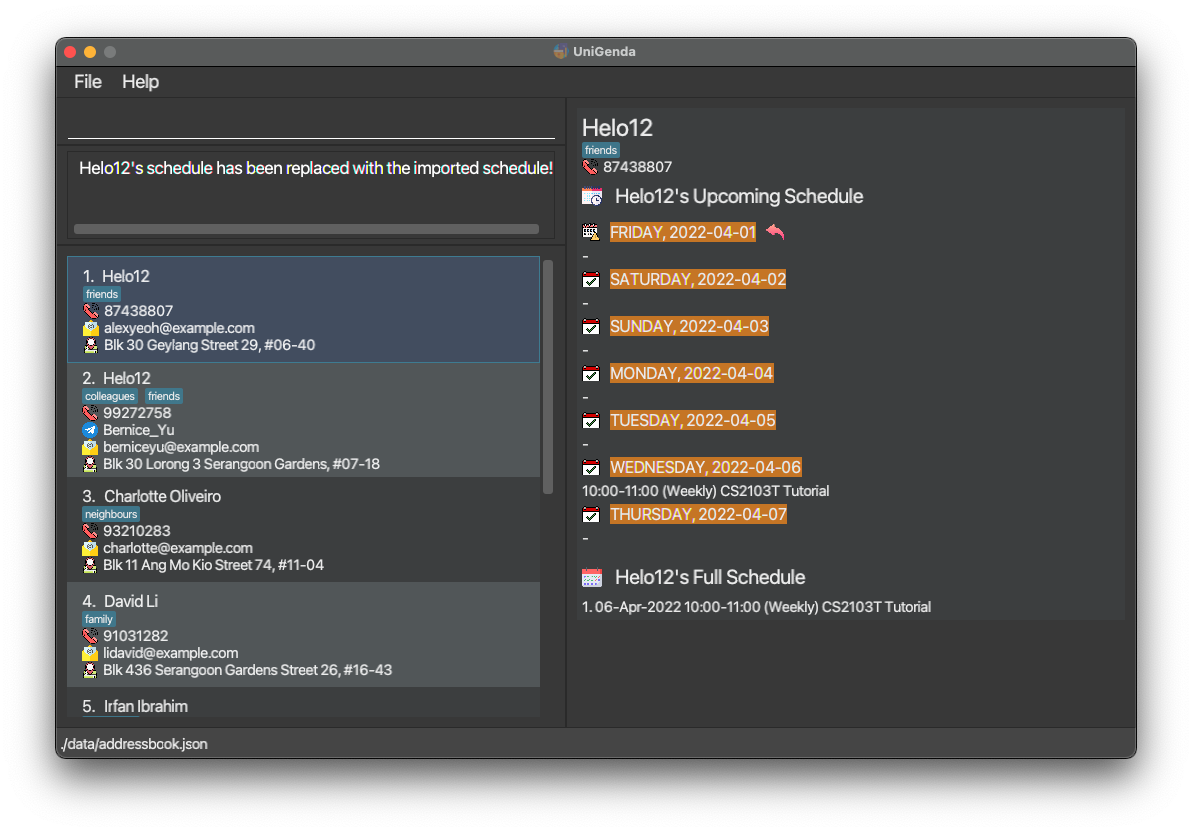 UniGenda
File Help
Helo12's schedule has been replaced with the imported schedule!
1. Helo12
friends
87438807
alexyeoh@example.com
Blk 30 Geylang Street 29, #06-40
2. Helo12
colleagues friends
99272758
Bernice_Yu
berniceyu@example.com
Blk 30 Lorong 3 Serangoon Gardens, #07-18
3. Charlotte Oliveiro
neighbours
93210283
charlotte@example.com
Blk 11 Ang Mo Kio Street 74, #11-04
4. David Li
family
91031282
lidavid@example.com
Blk 436 Serangoon Gardens Street 26, #16-43
5. Irfan Ibrahim
Helo12
friends
87438807
Helo12's Upcoming Schedule
FRIDAY, 2022-04-01
-
SATURDAY, 2022-04-02
-
SUNDAY, 2022-04-03
-
MONDAY, 2022-04-04
-
TUESDAY, 2022-04-05
-
WEDNESDAY, 2022-04-06
10:00-11:00 (Weekly) CS2103T Tutorial
THURSDAY, 2022-04-07
-
Helo12's Full Schedule
1. 06-Apr-2022 10:00-11:00 (Weekly) CS2103T Tutorial
./data/addressbook.json